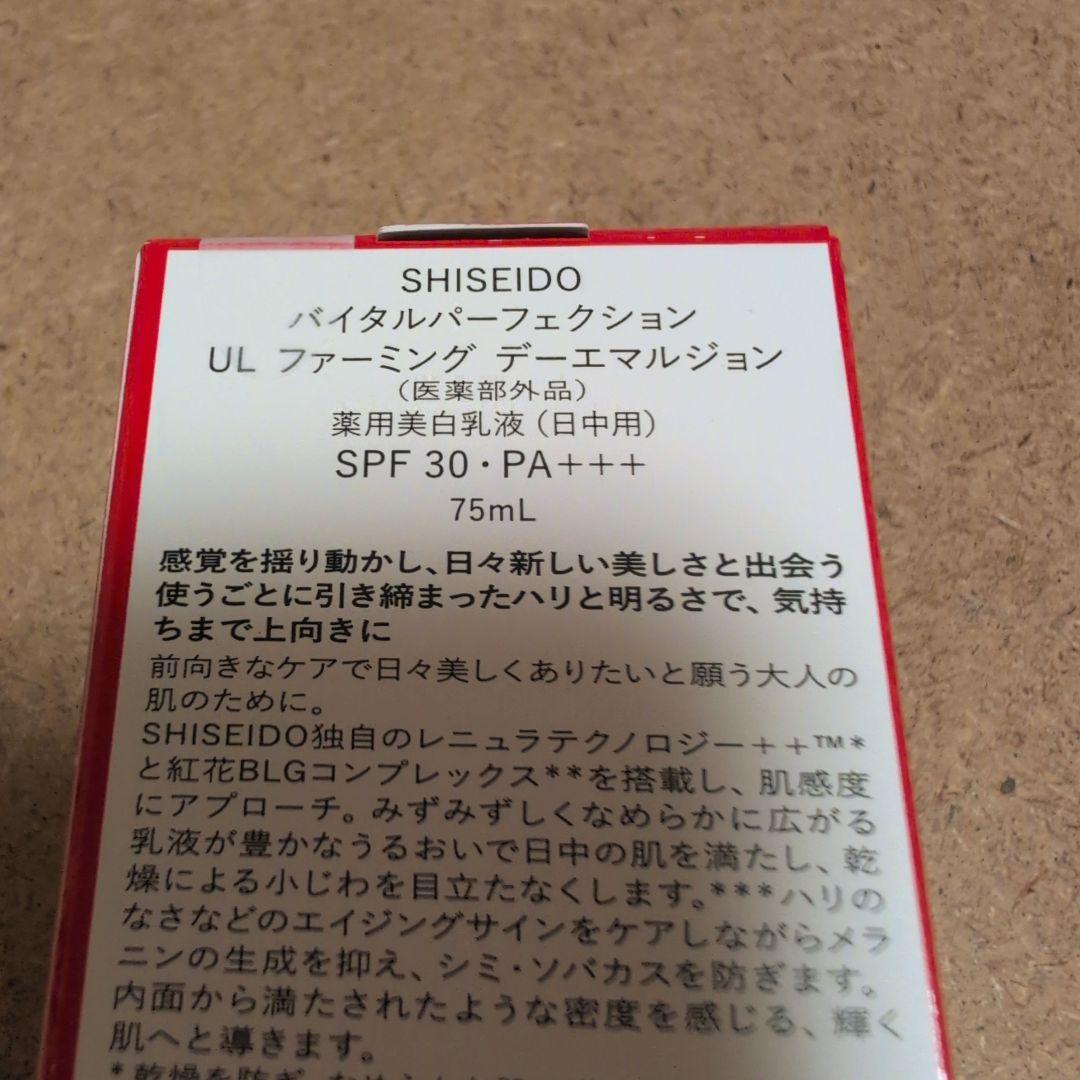 SHISEIDO
バイタルパーフェクション
UL ファーミング デーエマルジョン
（医薬部外品）
薬用美白乳液（日中用）
SPF 30・PA+++
75mL
感覚を揺り動かし、日々新しい美しさと出会う
使うごとに引き締まったハリと明るさで、気持
ちまで上向きに
前向きなケアで日々美しくありたいと願う大人の
肌のために。
SHISEIDO独自のレニュラテクノロジー++™*
と紅花BLGコンプレックス**を搭載し、肌感度
にアプローチ。みずみずしくなめらかに広がる
乳液が豊かなうるおいで日中の肌を満たし、乾
燥による小じわを目立たなくします。***ハリの
なさなどのエイジングサインをケアしながらメラ
ニンの生成を抑え、シミ・ソバカスを防ぎます。
内面から満たされたような密度を感じる、輝く
肌へと導きます。
*乾燥を防ぎ、